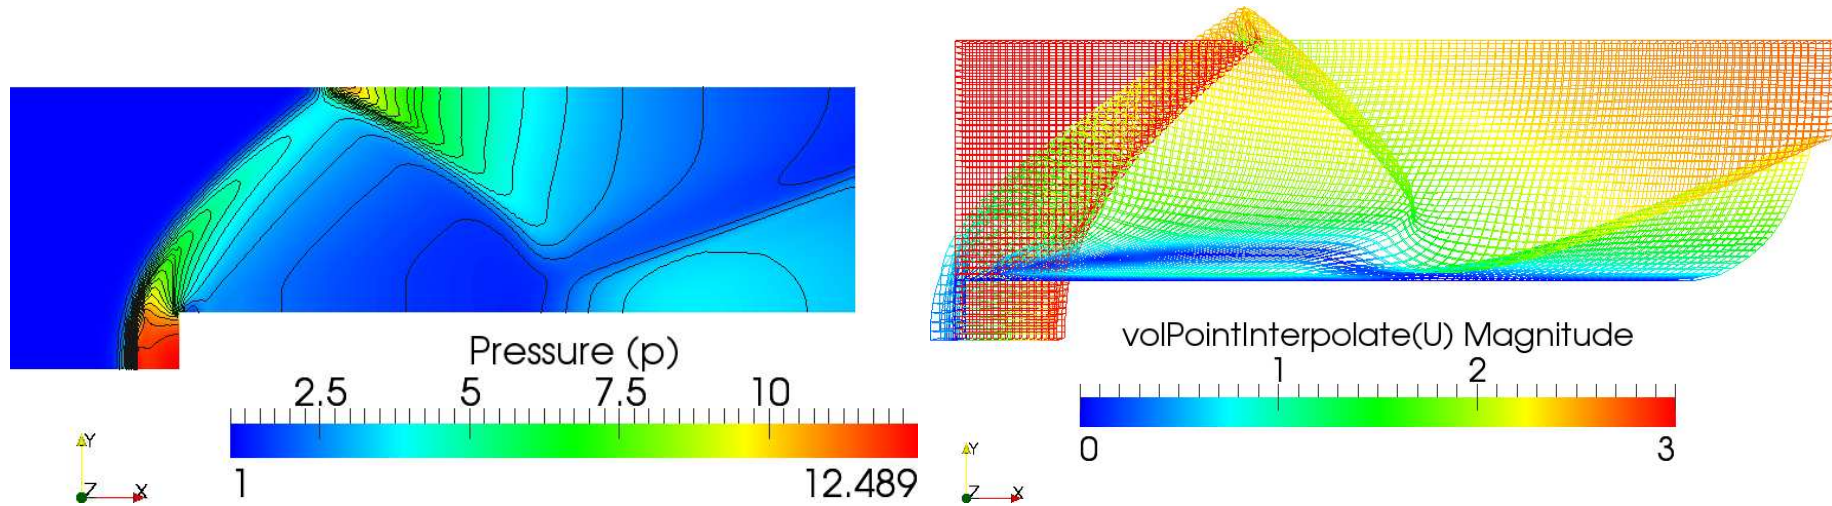 Pressure (p)
2.5 5 7.5 10
1 12.489
Y
Z X
volPointInterpolate(U) Magnitude
1 2
0 3
Y
Z X